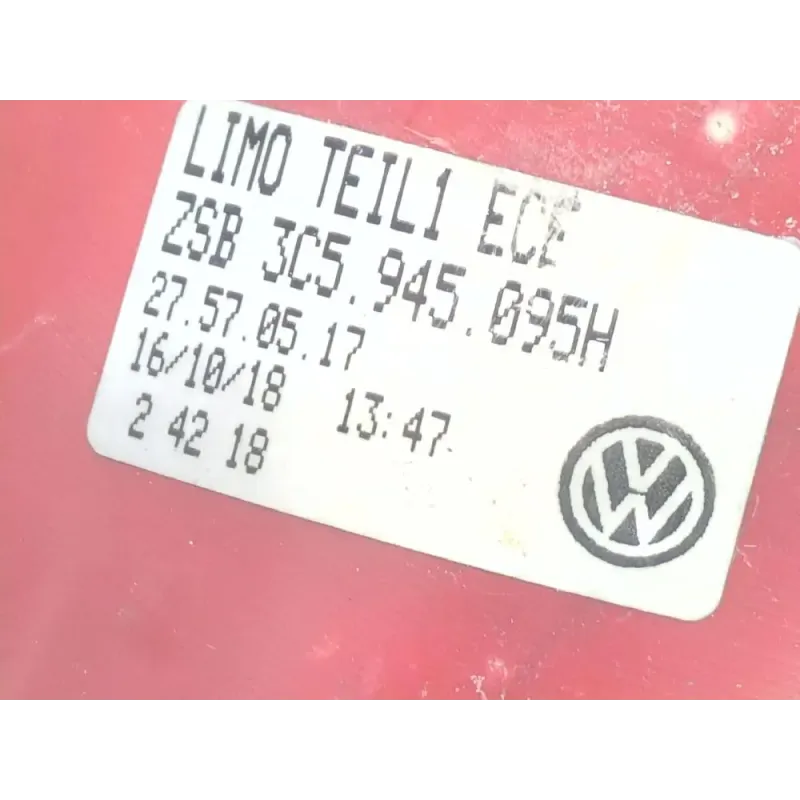 LIMO TEIL1 ECE
ZSB 3C5.945.095H
27.57.05.17
16/10/18 13:47
2 42 18